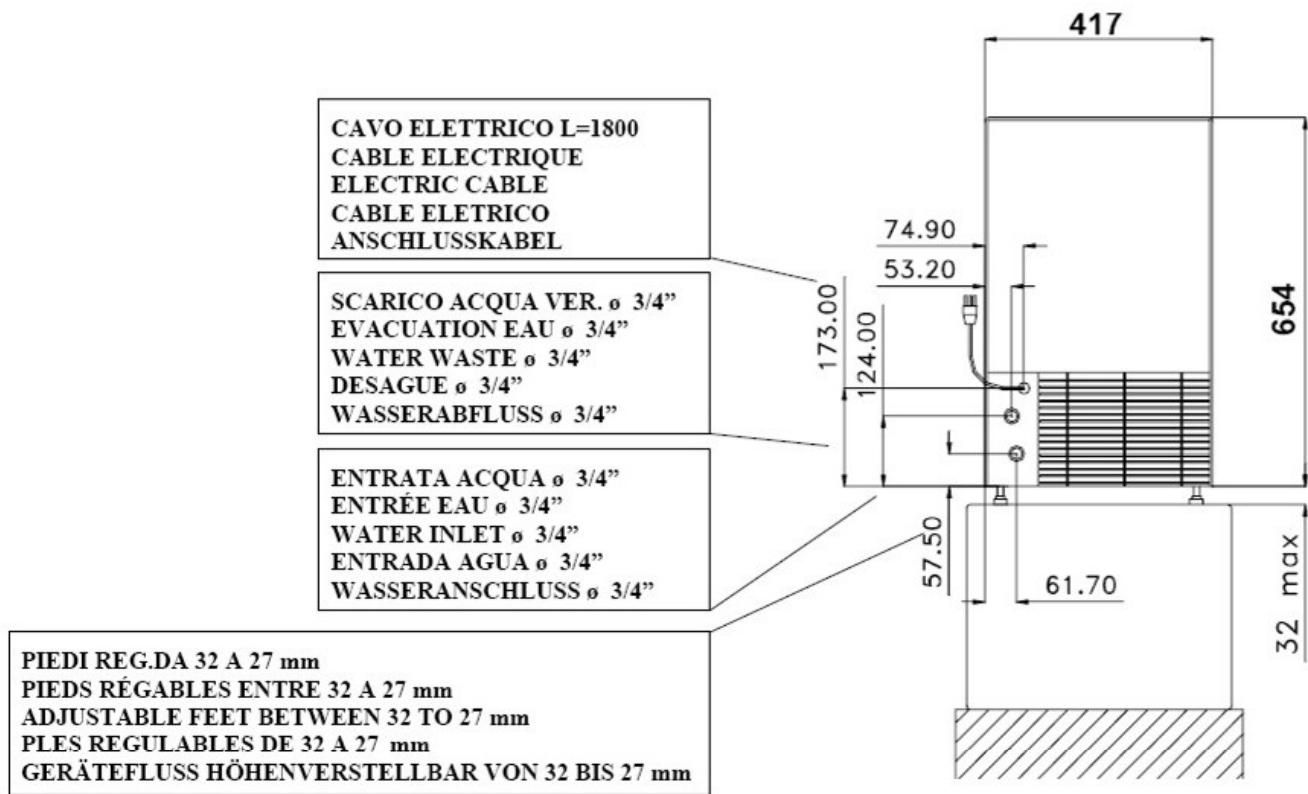 417
CAVO ELETTRICO L=1800
CABLE ELECTRIQUE
ELECTRIC CABLE
CABLE ELETRICO
ANSCHLUSSKABEL
74.90
53.20
173.00
124.00
654
SCARICO ACQUA VER. ø 3/4”
EVACUATION EAU ø 3/4”
WATER WASTE ø 3/4”
DESAGUE ø 3/4”
WASSERABFLUSS ø 3/4”
ENTRATA ACQUA ø 3/4”
ENTRÉE EAU ø 3/4”
WATER INLET ø 3/4”
ENTRADA AGUA ø 3/4”
WASSERANSCHLUSS ø 3/4”
57.50
61.70
32 max
PIEDI REG.DA 32 A 27 mm
PIEDS RÉGABLES ENTRE 32 A 27 mm
ADJUSTABLE FEET BETWEEN 32 TO 27 mm
PLES REGULABLES DE 32 A 27 mm
GERÄTEFLUSS HÖHENVERSTELLBAR VON 32 BIS 27 mm